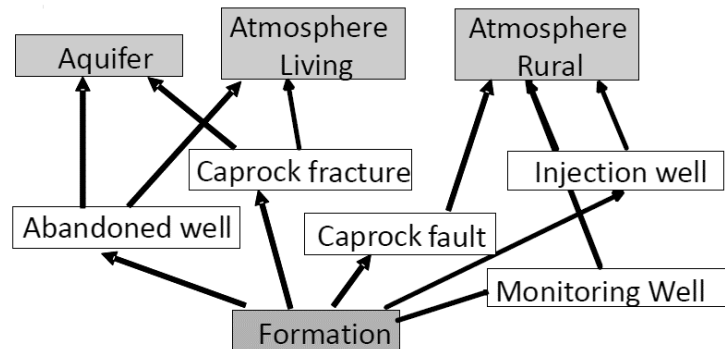 Aquifer
Atmosphere
Living
Atmosphere
Rural
Caprock fracture
Injection well
Abandoned well
Caprock fault
Monitoring Well
Formation